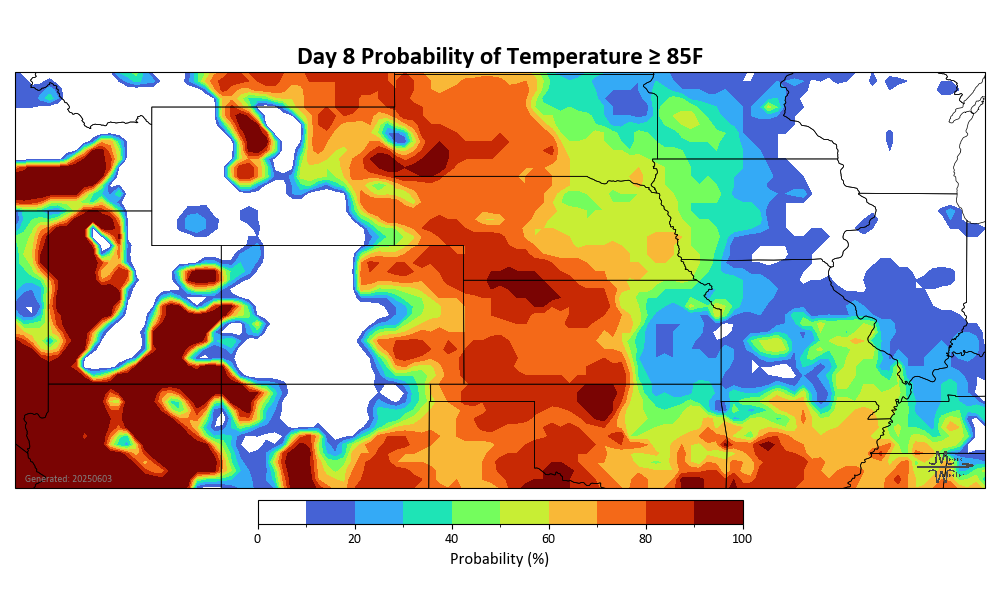 Day 8 Probability of Temperature ≥ 85F
Generated: 20250603
0 20 40 60 80 100
Probability (%)